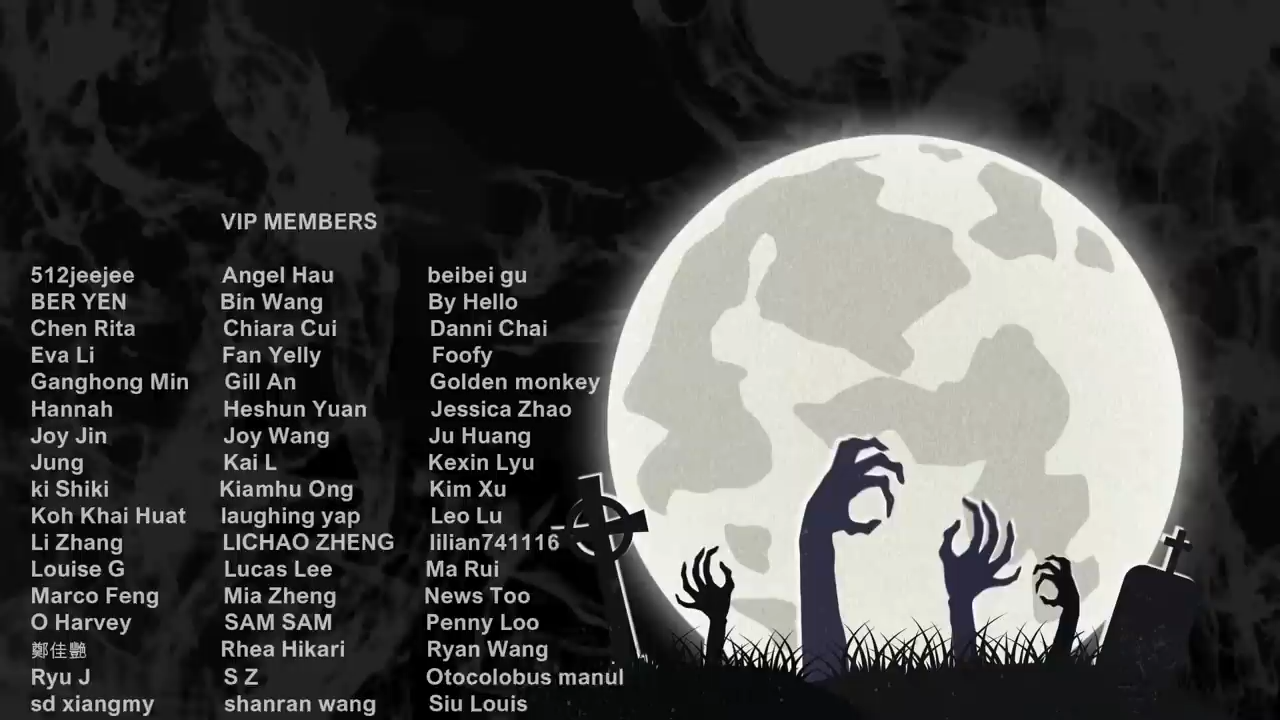 VIP MEMBERS
512jeejee Angel Hau beibei gu
BER YEN Bin Wang By Hello
Chen Rita Chiara Cui Danni Chai
Eva Li Fan Yelly Foofy
Ganghong Min Gill An Golden monkey
Hannah Heshun Yuan Jessica Zhao
Joy Jin Joy Wang Ju Huang
Jung Kai L Kexin Lyu
ki Shiki Kiamhu Ong Kim Xu
Koh Khai Huat laughing yap Leo Lu
Li Zhang LICHAO ZHENG lilian741116
Louise G Lucas Lee Ma Rui
Marco Feng Mia Zheng News Too
O Harvey SAM SAM Penny Loo
鄭佳艷 Rhea Hikari Ryan Wang
Ryu J S Z Otocolobus manul
sd xiangmy shanran wang Siu Louis